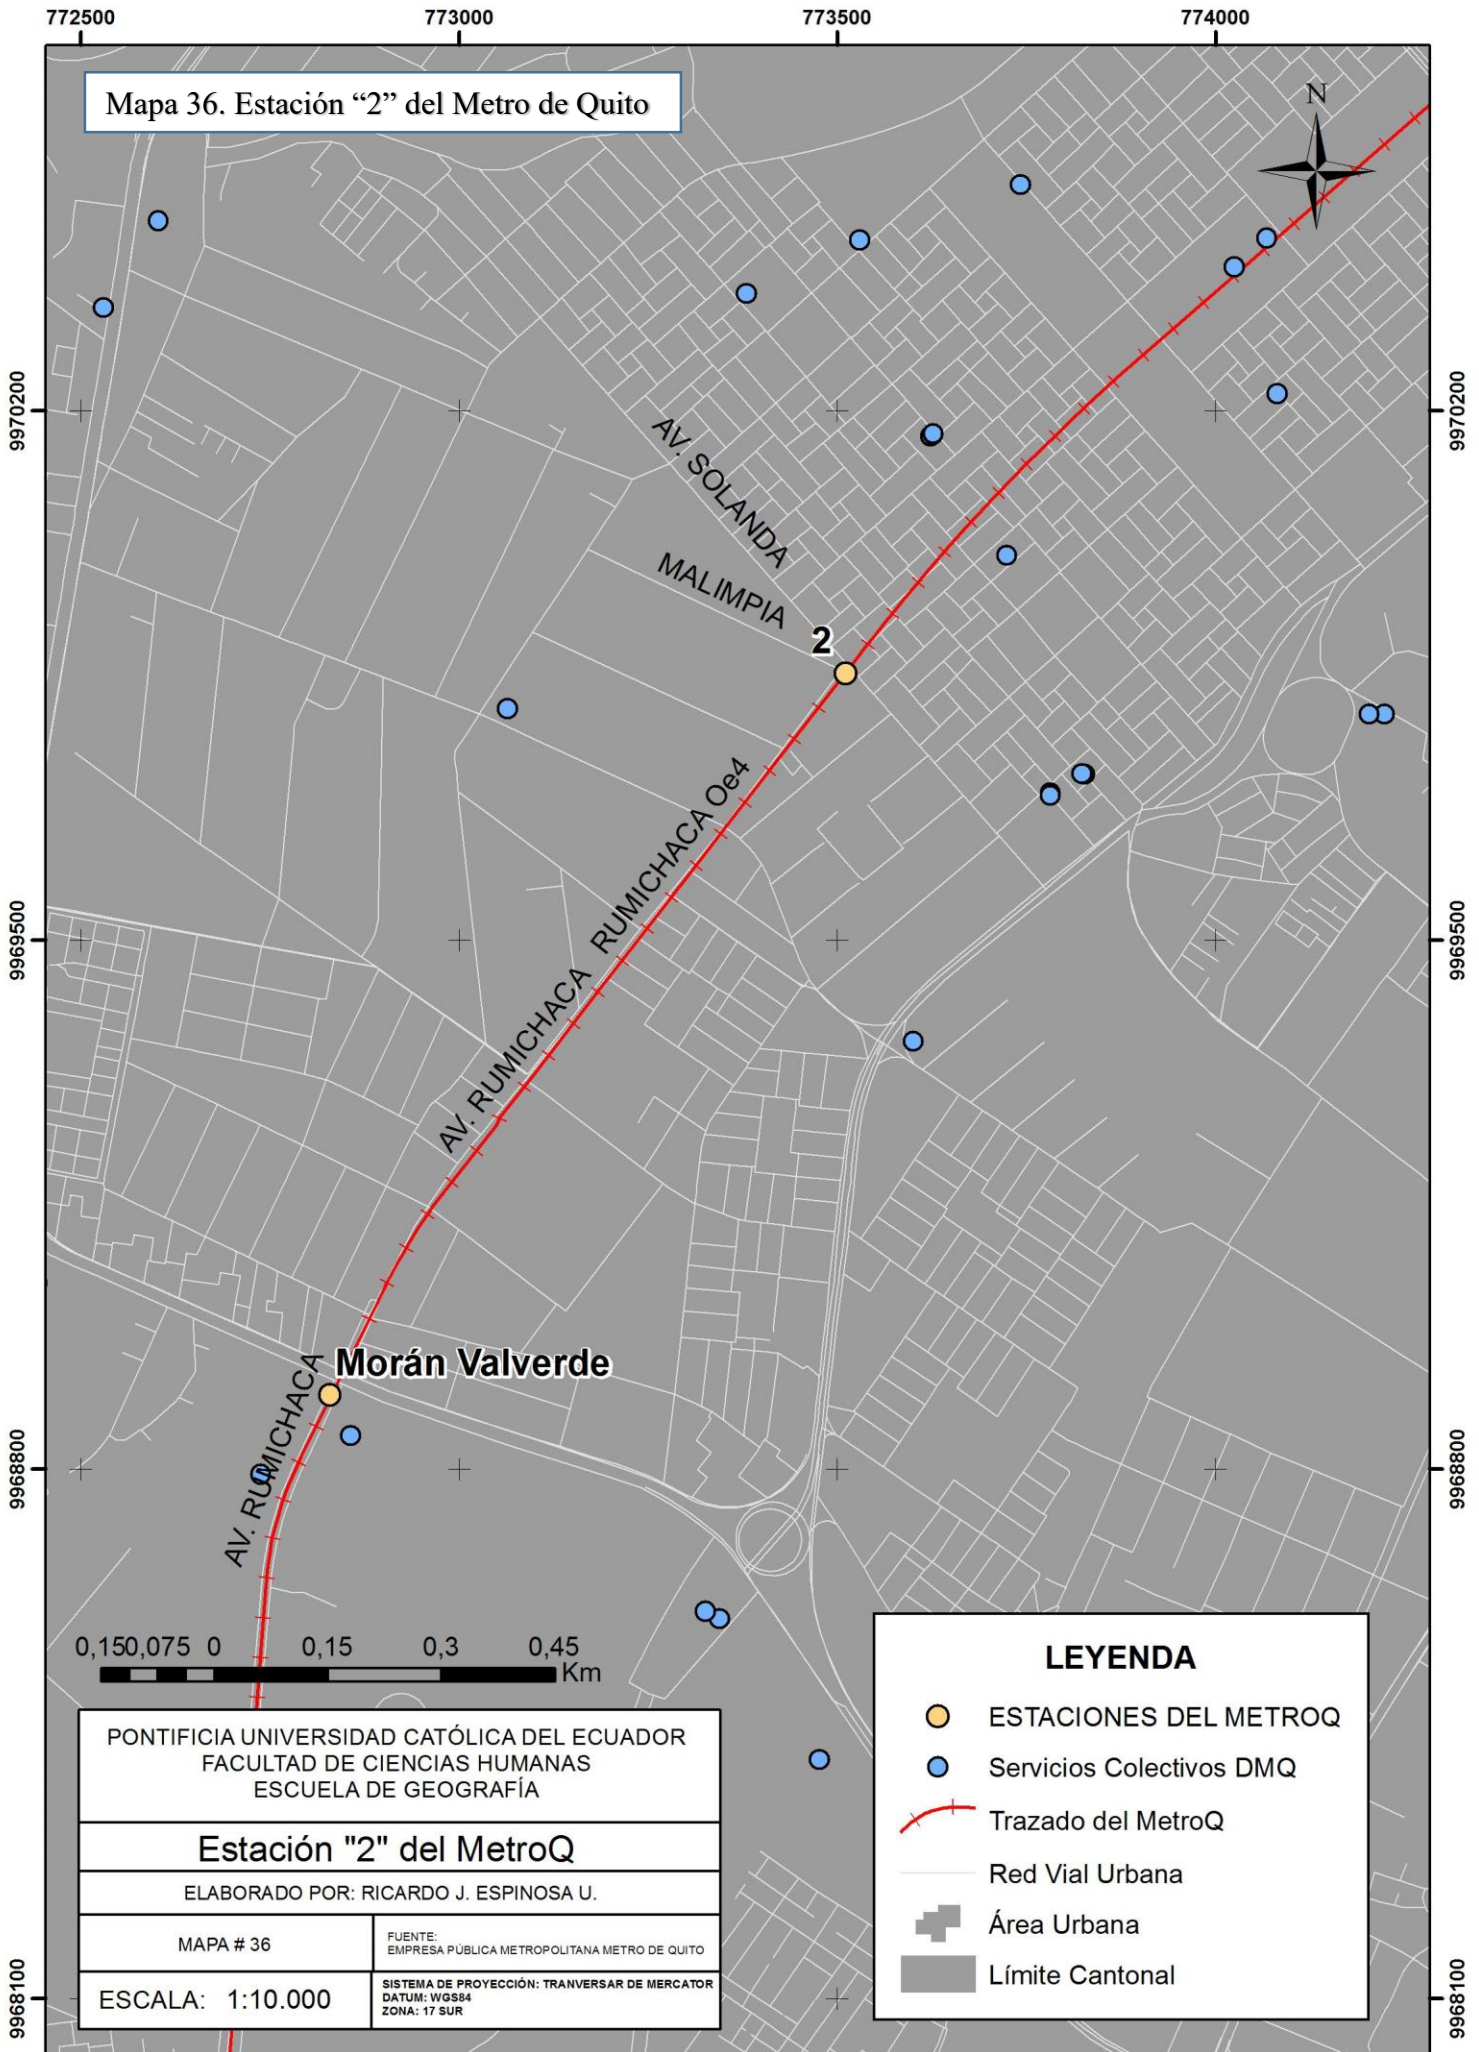 772500 773000 773500 774000
Mapa 36. Estación “2” del Metro de Quito
N
9970200 9970200
AV. SOLANDA
MALIMPIA
2
RUMICHACA Oe4
9969500 9969500
AV. RUMICHACA
Morán Valverde
AV. RUMICHACA
9968800 9968800
0,150,075 0 0,15 0,3 0,45
Km
PONTIFICIA UNIVERSIDAD CATÓLICA DEL ECUADOR
FACULTAD DE CIENCIAS HUMANAS
ESCUELA DE GEOGRAFÍA
Estación "2" del MetroQ
ELABORADO POR: RICARDO J. ESPINOSA U.
MAPA # 36
FUENTE:
EMPRESA PÚBLICA METROPOLITANA METRO DE QUITO
ESCALA: 1:10.000
SISTEMA DE PROYECCIÓN: TRANVERSAR DE MERCATOR
DATUM: WGS84
ZONA: 17 SUR
LEYENDA
ESTACIONES DEL METROQ
Servicios Colectivos DMQ
Trazado del MetroQ
Red Vial Urbana
Área Urbana
Límite Cantonal
9968100 9968100